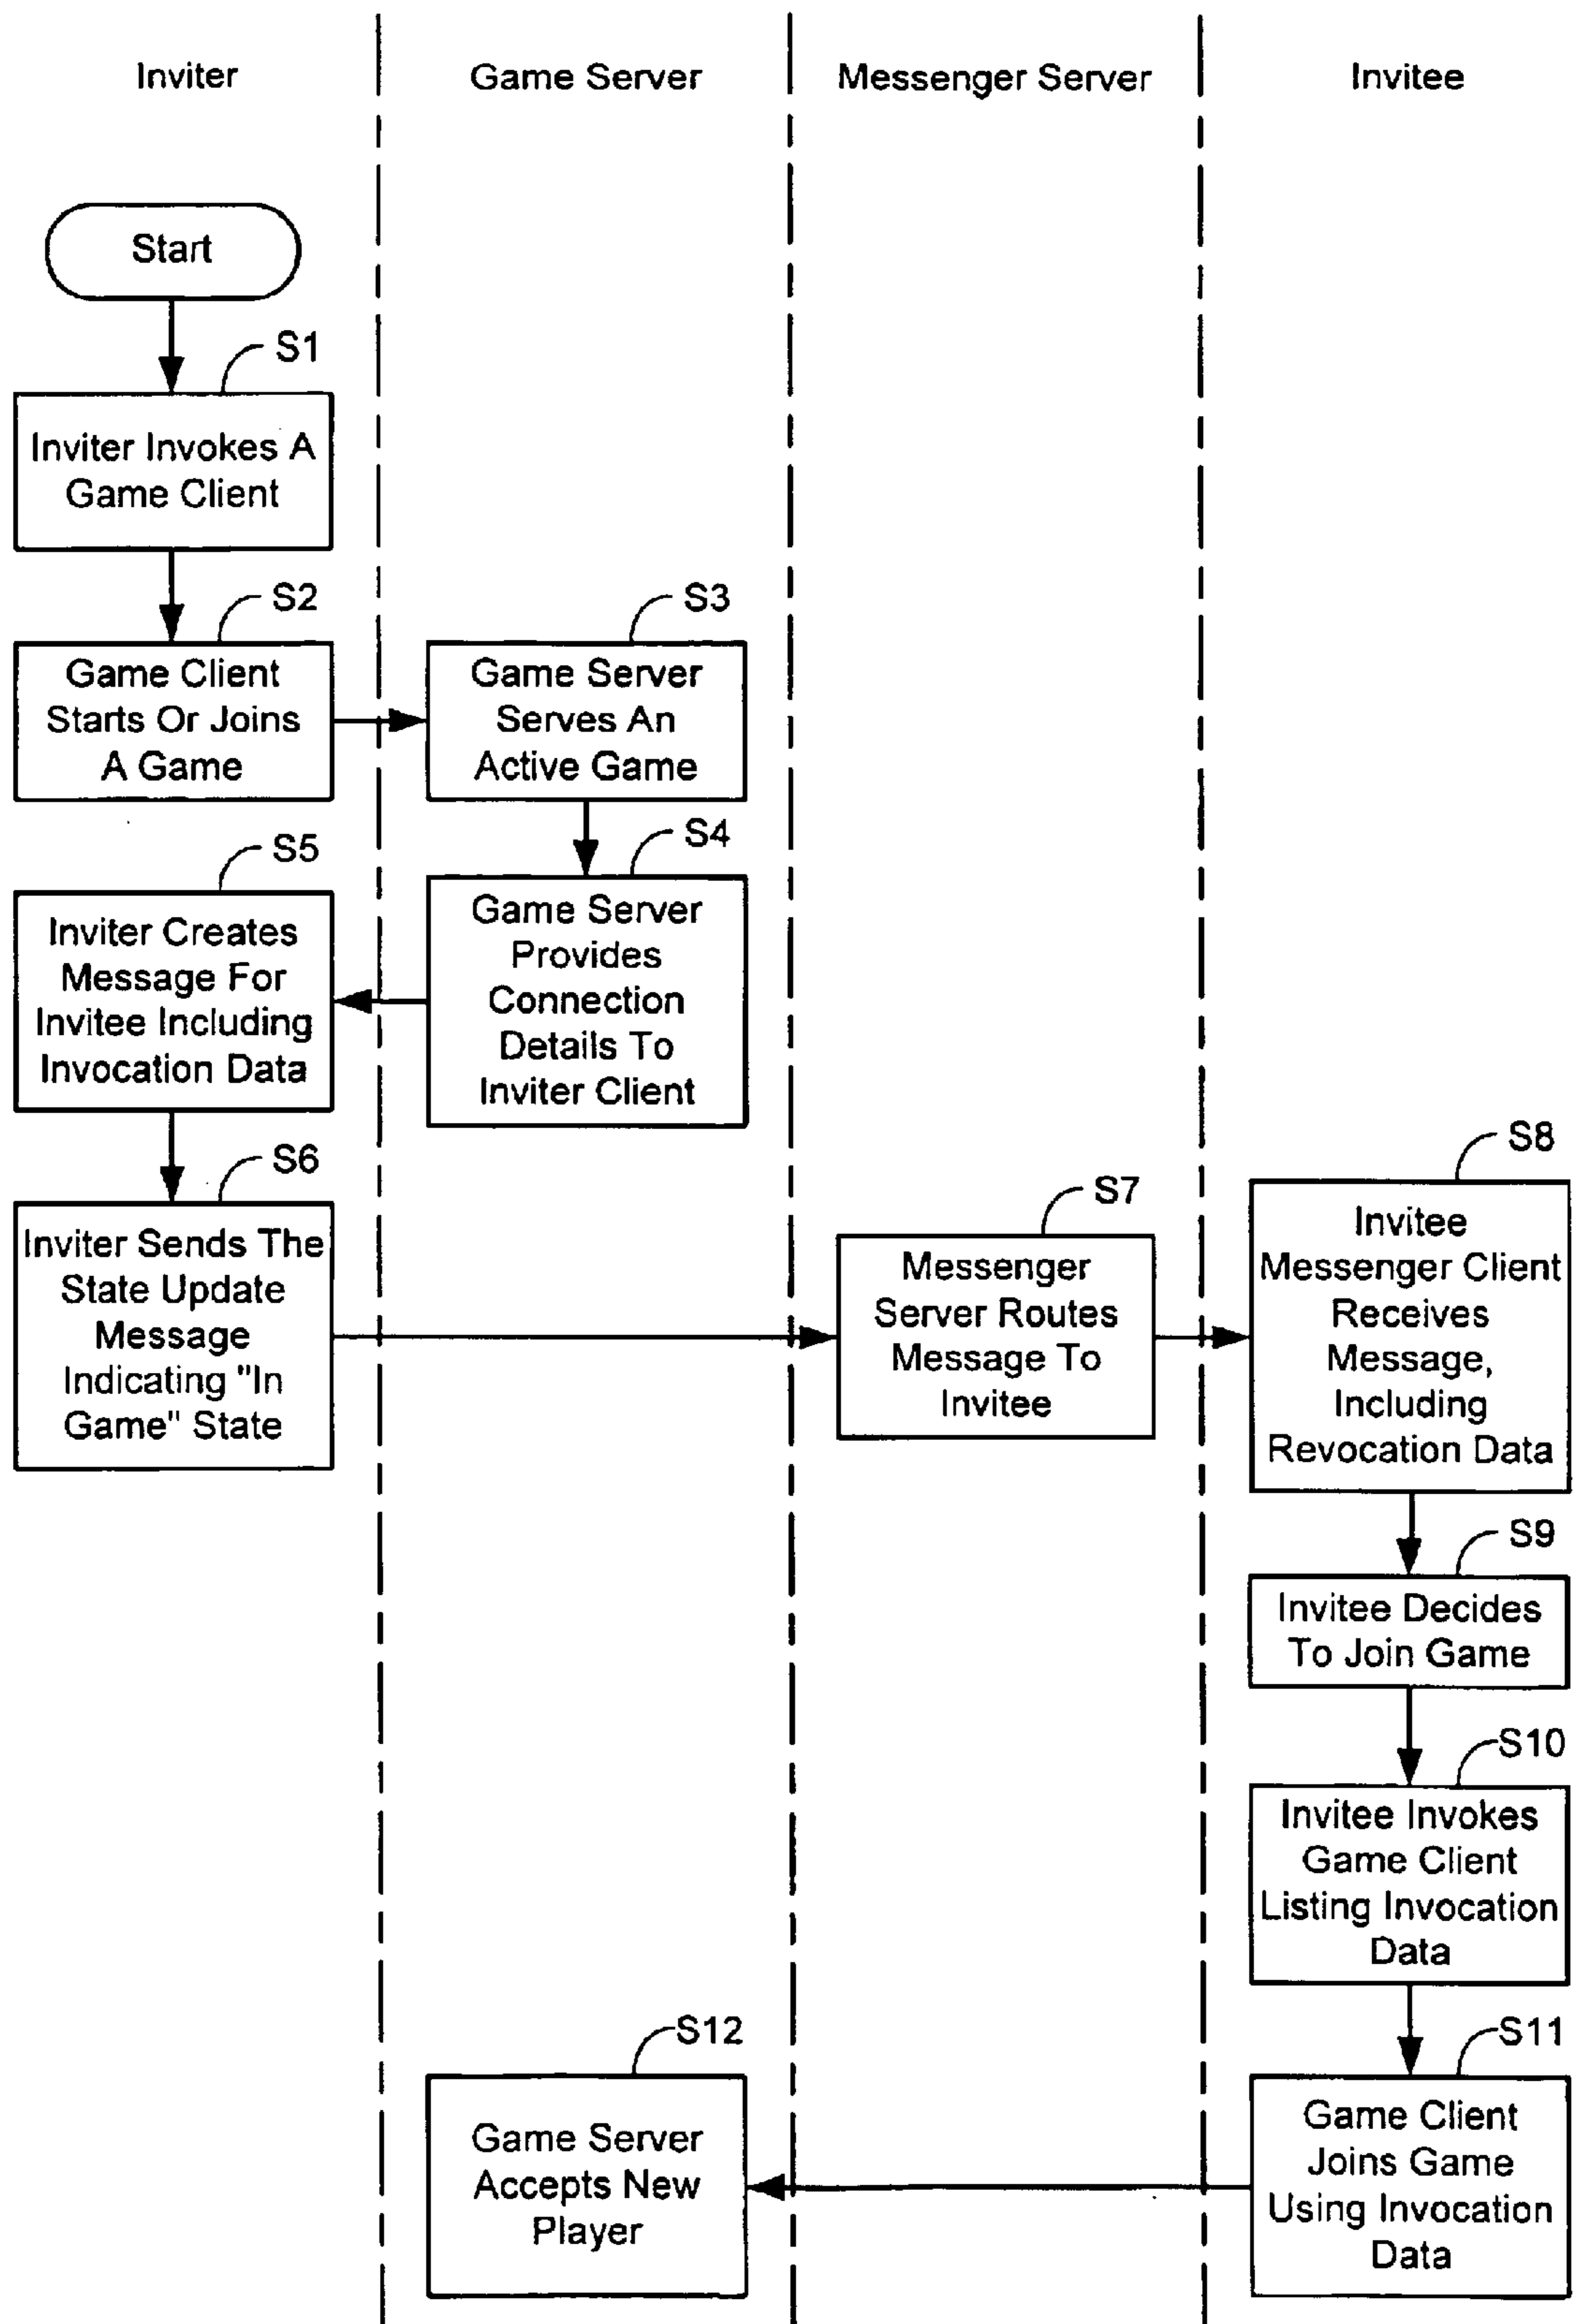 Inviter
Game Server
Messenger Server
Invitee
Start
S1
Inviter Invokes A
Game Client
S2
Game Client
Starts Or Joins
A Game
S3
Game Server
Serves An
Active Game
S4
Game Server
Provides
Connection
Details To
Inviter Client
S5
Inviter Creates
Message For
Invitee Including
Invocation Data
S6
Inviter Sends The
State Update
Message
Indicating "In
Game" State
S7
Messenger
Server Routes
Message To
Invitee
S8
Invitee
Messenger Client
Receives
Message,
Including
Revocation Data
S9
Invitee Decides
To Join Game
S10
Invitee Invokes
Game Client
Listing Invocation
Data
S11
Game Client
Joins Game
Using Invocation
Data
S12
Game Server
Accepts New
Player